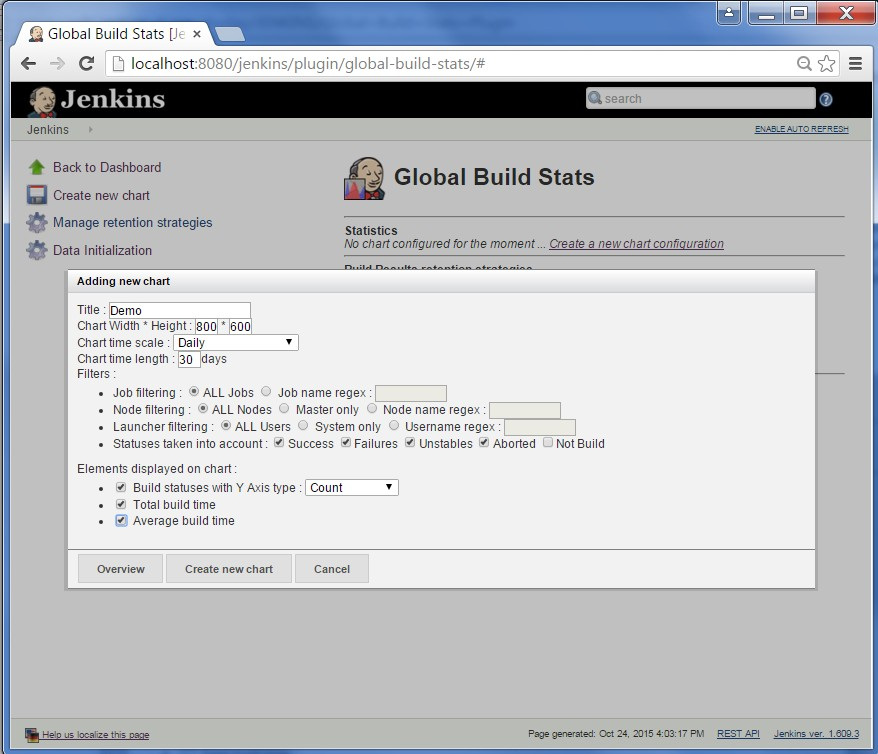 Global Build Stats [Je
localhost:8080/jenkins/plugin/global-build-stats/#
Jenkins
search
Jenkins
ENABLE AUTO REFRESH
Back to Dashboard
Create new chart
Manage retention strategies
Data Initialization
Global Build Stats
Statistics
No chart configured for the moment ... Create a new chart configuration
Build Results retention strategies
Adding new chart
Title : Demo
Chart Width * Height : 800 * 600
Chart time scale : Daily
Chart time length : 30 days
Filters :
Job filtering : ALL Jobs Job name regex :
Node filtering : ALL Nodes Master only Node name regex :
Launcher filtering : ALL Users System only Username regex :
Statuses taken into account : Success Failures Unstables Aborted Not Build
Elements displayed on chart :
Build statuses with Y Axis type : Count
Total build time
Average build time
Overview Create new chart Cancel
Help us localize this page
Page generated: Oct 24, 2015 4:03:17 PM REST API Jenkins ver. 1.609.3